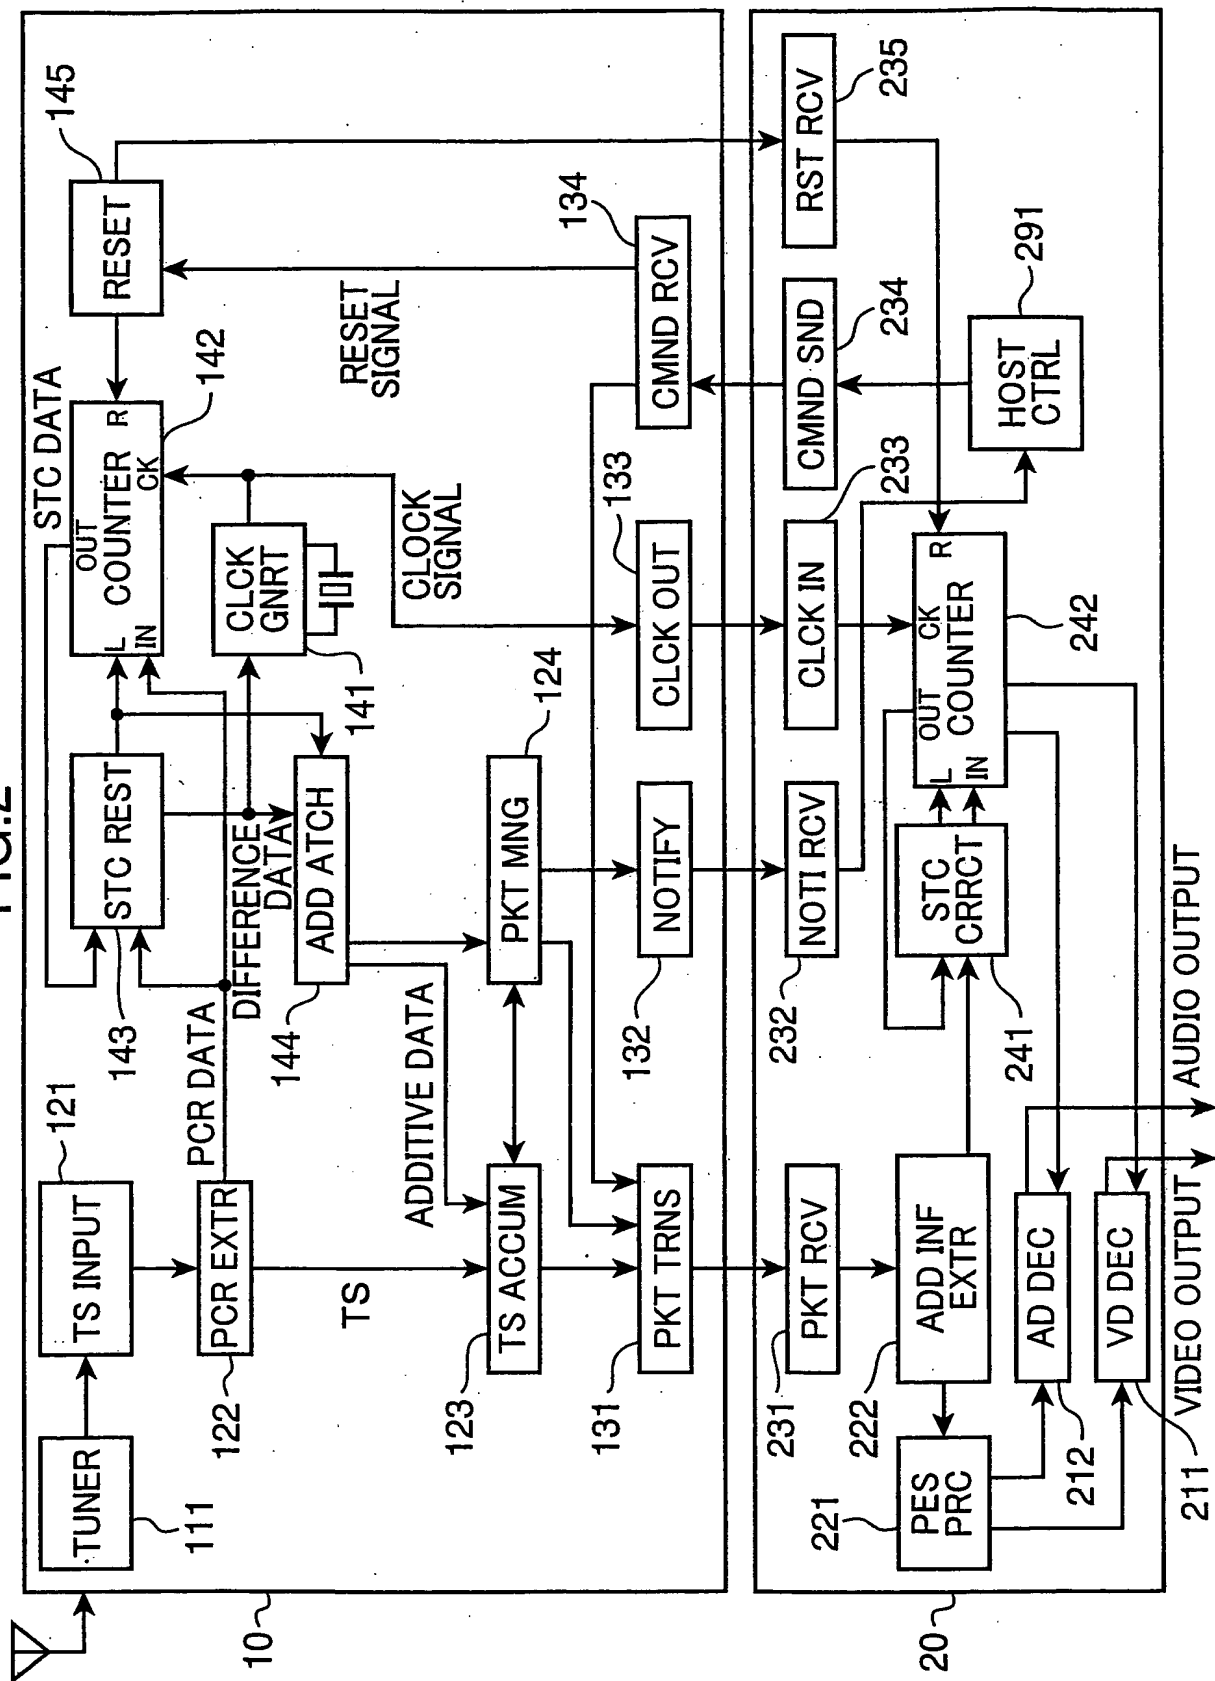 FIG.2
10
TUNER
111
TS INPUT
121
PCR EXTR
122
PCR DATA
TS
STC REST
143
DIFFERENCE
DATA
ADD ATCH
144
ADDITIVE DATA
STC DATA
L
IN
OUT
COUNTER
R
CK
142
CLCK
GNRT
141
RESET
145
RESET
SIGNAL
CLOCK
SIGNAL
TS ACCUM
123
PKT MNG
124
PKT TRNS
131
NOTIFY
132
CLCK OUT
133
CMND RCV
134
20
PKT RCV
231
NOTI RCV
232
CLCK IN
233
CMND SND
234
RST RCV
235
ADD INF
EXTR
222
PES
PRC
221
STC
CRRCT
241
L
IN
OUT
COUNTER
CK
R
242
HOST
CTRL
291
AD DEC
212
VD DEC
211
VIDEO OUTPUT
AUDIO OUTPUT